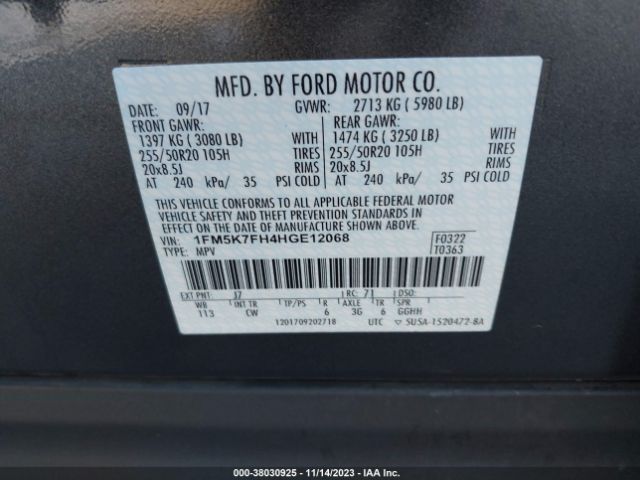 MFD. BY FORD MOTOR CO.
DATE: 09/17 GVWR: 2713 KG ( 5980 LB)
FRONT GAWR: REAR GAWR:
1397 KG ( 3080 LB) WITH 1474 KG ( 3250 LB) WITH
255/50R20 105H TIRES 255/50R20 105H TIRES
20x8.5J RIMS 20x8.5J RIMS
AT 240 kPa/ 35 PSI COLD AT 240 kPa/ 35 PSI COLD
THIS VEHICLE CONFORMS TO ALL APPLICABLE FEDERAL MOTOR
VEHICLE SAFETY AND THEFT PREVENTION STANDARDS IN
EFFECT ON THE DATE OF MANUFACTURE SHOWN ABOVE.
VIN: 1FM5K7FH4HGE12068 F0322
TYPE: MPV T0363
EXT PNT: J7 RC: 71 DSO:
WB INT TR TP/PS R AXLE TR SPR
113 CW 6 3G 6 GGHH
1201709202718 UTC ▽ SUSA-1520472-BA
000-38030925 - 11/14/2023 - IAA Inc.